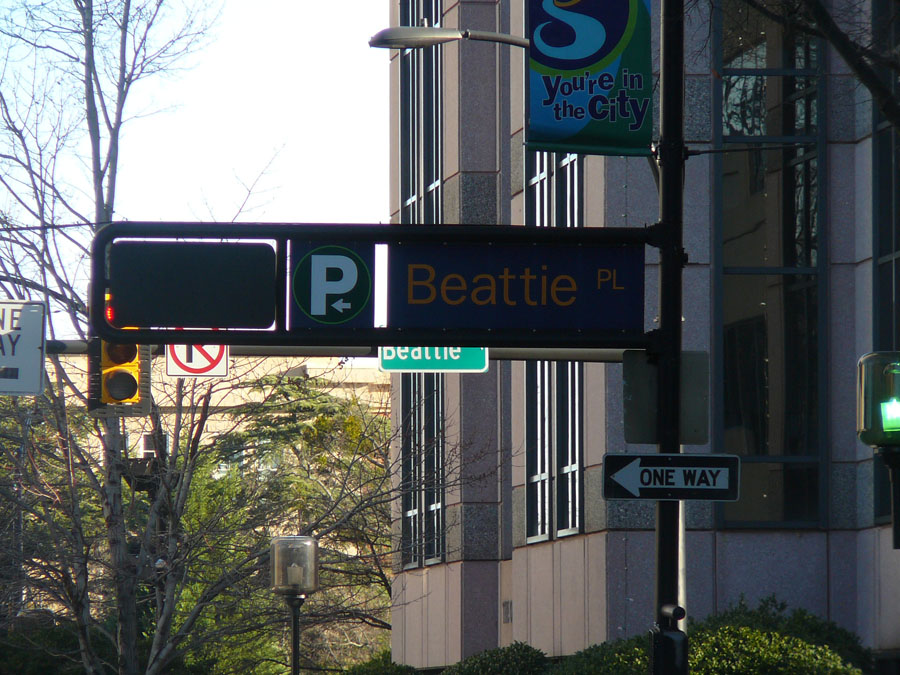 You're in
the City
P
Beattie PL
Beattie
ONE WAY